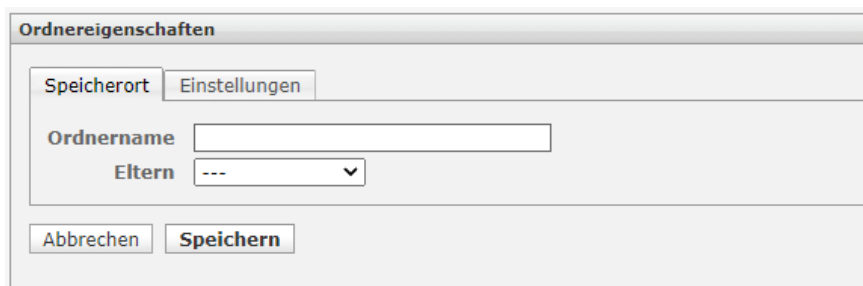 Ordnereigenschaften
Speicherort Einstellungen
Ordnername
Eltern ---
Abbrechen Speichern